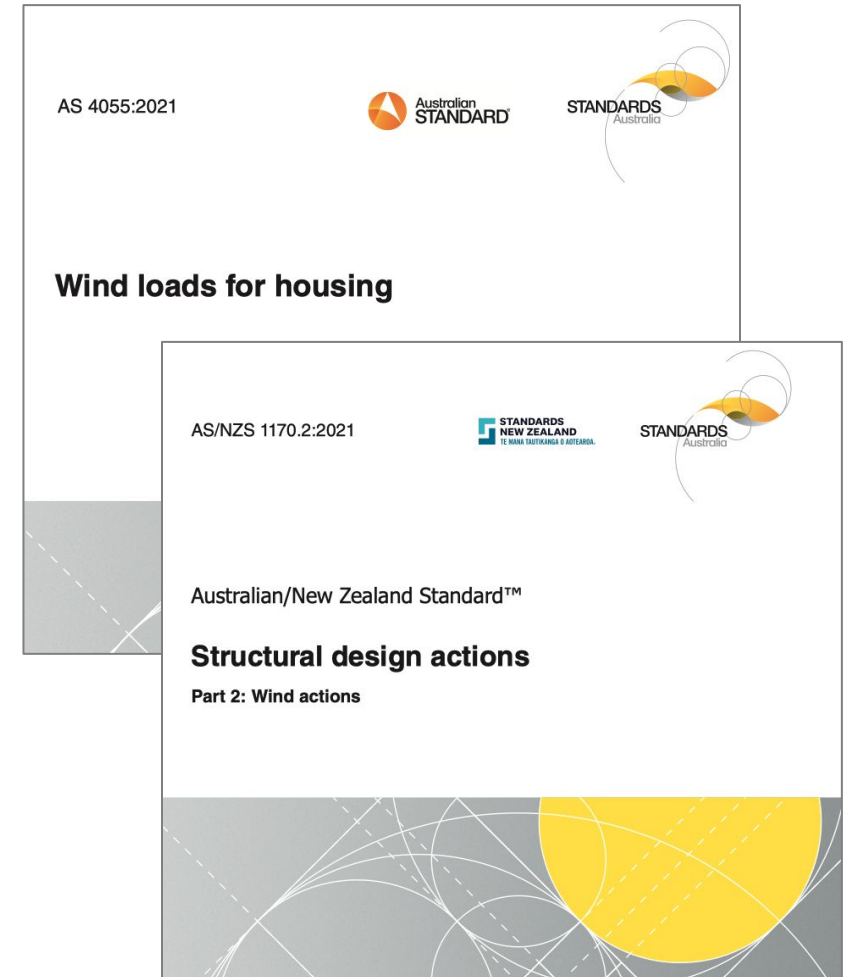 AS 4055:2021
Australian
STANDARD®
STANDARDS
Australia
Wind loads for housing
AS/NZS 1170.2:2021
STANDARDS
NEW ZEALAND
TE MANA TAUTIKANGA O AOTEAROA.
STANDARDS
Australia
Australian/New Zealand Standard™
Structural design actions
Part 2: Wind actions